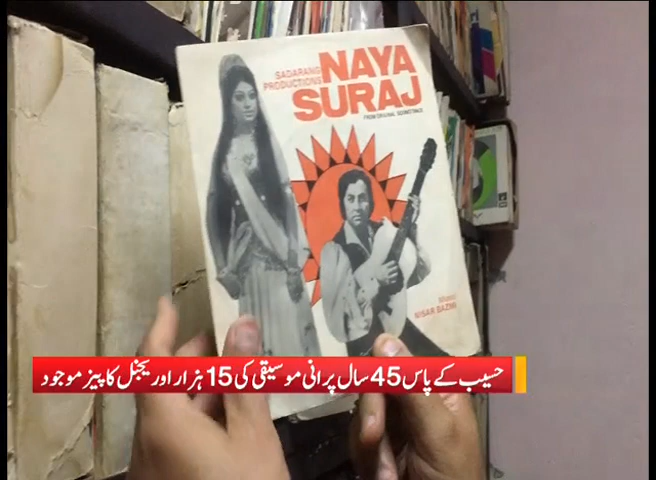 SADARANG
PRODUCTIONS
NAYA
SURAJ
FROM ORIGINAL SOUNDTRACK
Music:
NISAR BAZMI
حسیب کے پاس 45 سال پرانی موسیقی کی 15 ہزار اوریجنل کاپیز موجود